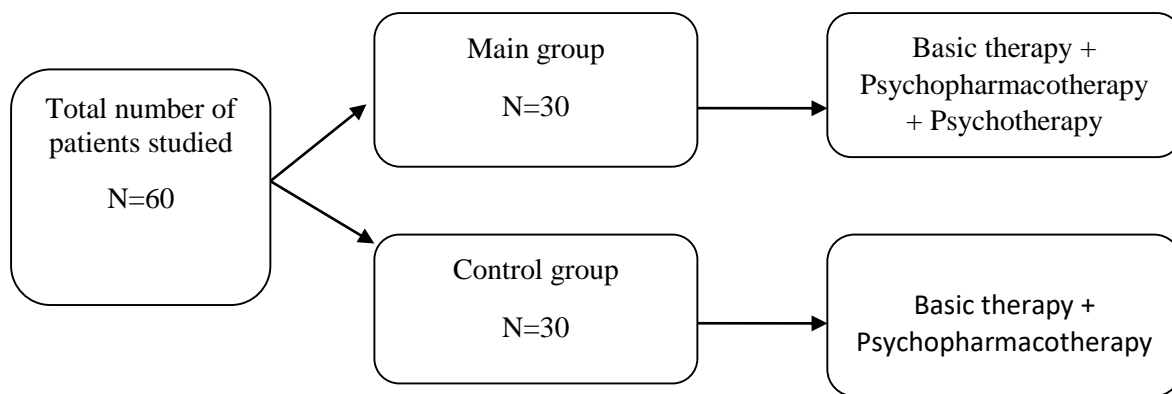 Total number of
patients studied
N=60
Main group
N=30
Basic therapy +
Psychopharmacotherapy
+ Psychotherapy
Control group
N=30
Basic therapy +
Psychopharmacotherapy